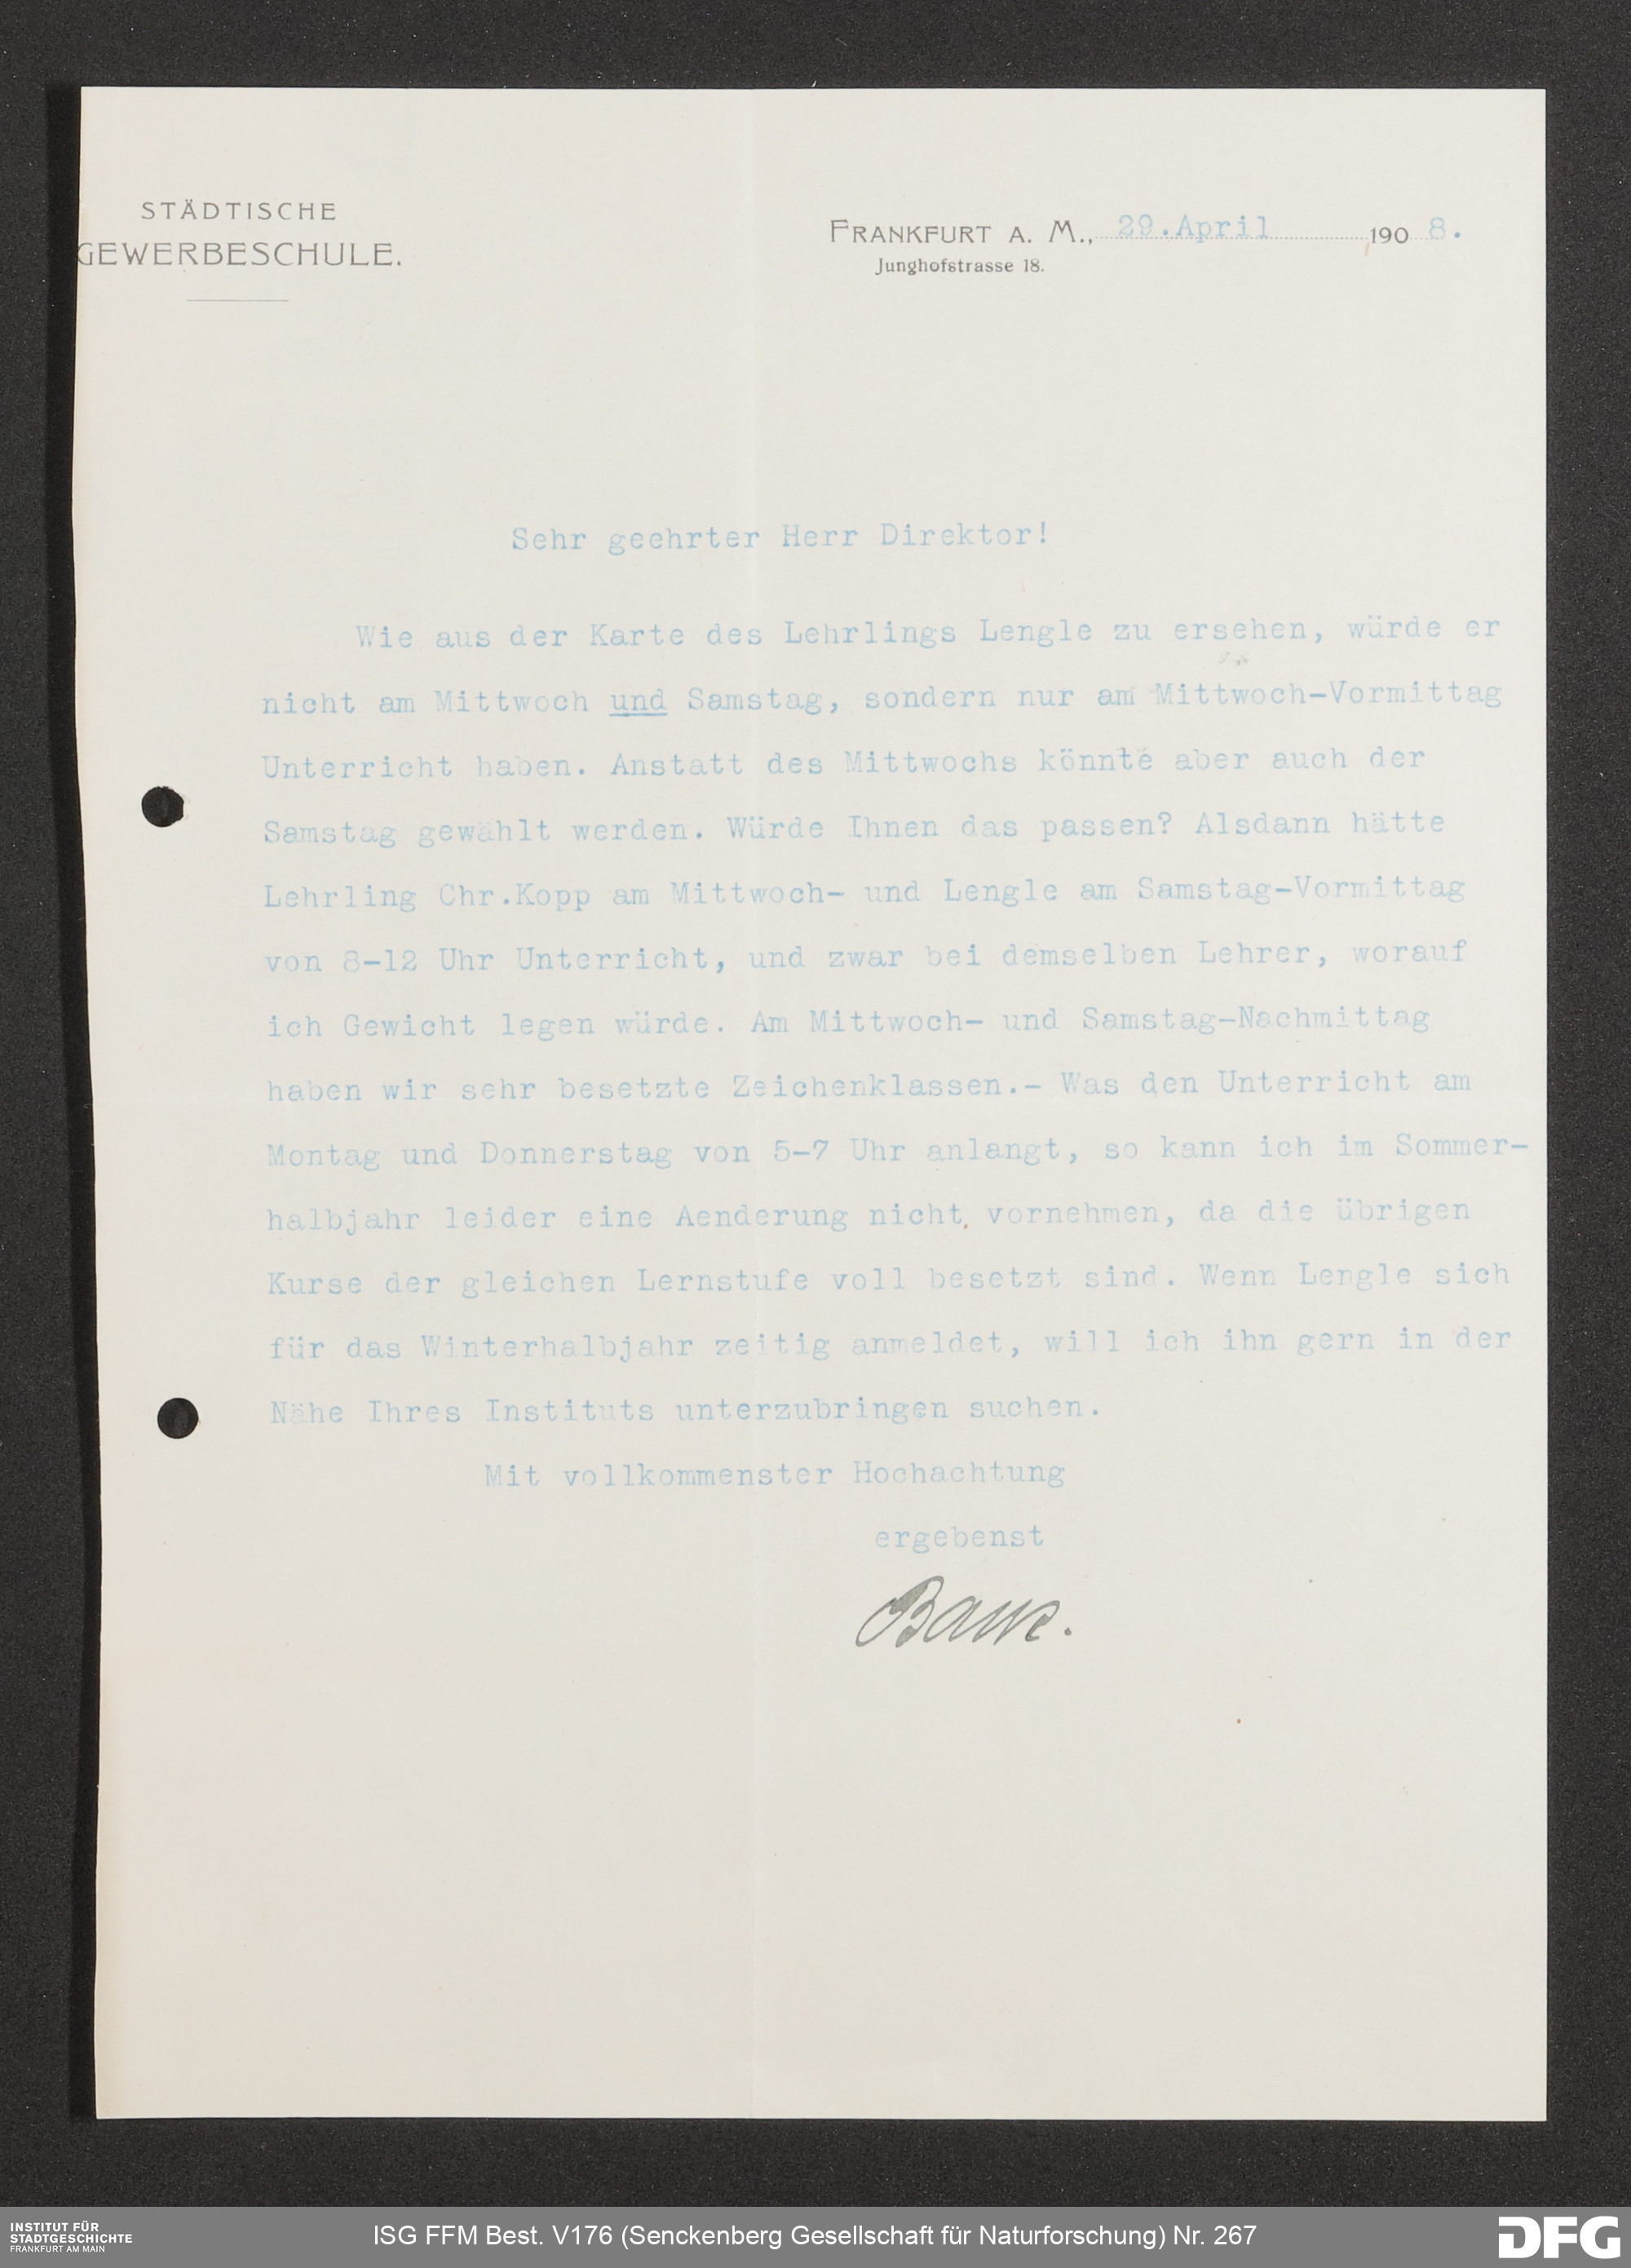 STÄDTISCHE
GEWERBESCHULE.
FRANKFURT A. M., 29.April 190 8.
Junghofstrasse 18.
Sehr geehrter Herr Direktor!
Wie aus der Karte des Lehrlings Lengle zu ersehen, würde er
nicht am Mittwoch und Samstag, sondern nur am Mittwoch-Vormittag
Unterricht haben. Anstatt des Mittwochs könnte aber auch der
Samstag gewählt werden. Würde Ihnen das passen? Alsdann hätte
Lehrling Chr.Kopp am Mittwoch- und Lengle am Samstag-Vormittag
von 8-12 Uhr Unterricht, und zwar bei demselben Lehrer, worauf
ich Gewicht legen würde. Am Mittwoch- und Samstag-Nachmittag
haben wir sehr besetzte Zeichenklassen.- Was den Unterricht am
Montag und Donnerstag von 5-7 Uhr anlangt, so kann ich im Sommer-
halbjahr leider eine Aenderung nicht vornehmen, da die übrigen
Kurse der gleichen Lernstufe voll besetzt sind. Wenn Lengle sich
für das Winterhalbjahr zeitig anmeldet, will ich ihn gern in der
Nähe Ihres Instituts unterzubringen suchen.
Mit vollkommenster Hochachtung
ergebenst
INSTITUT FÜR
STADTGESCHICHTE
FRANKFURT AM MAIN
ISG FFM Best. V176 (Senckenberg Gesellschaft für Naturforschung) Nr. 267
DFG